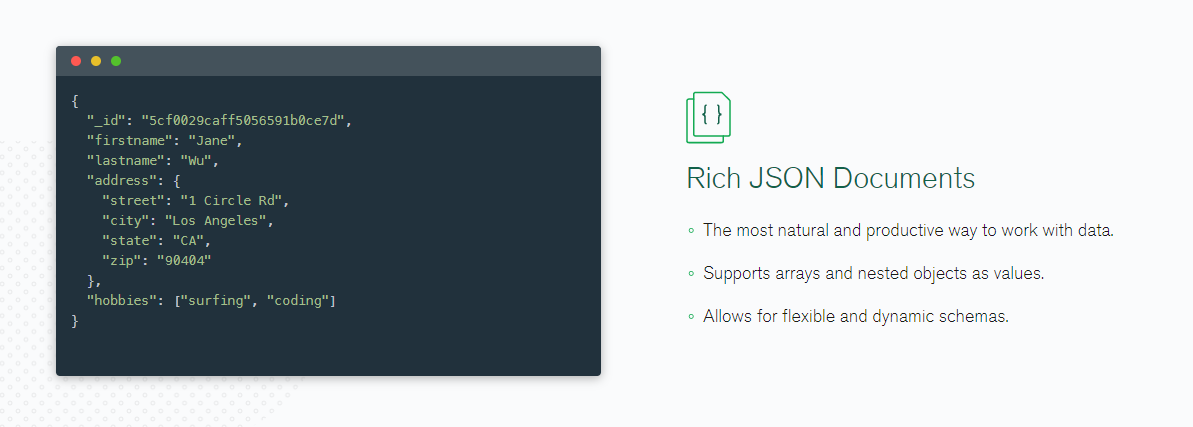 {
"_id": "5cf0029caff5056591b0ce7d",
"firstname": "Jane",
"lastname": "Wu",
"address": {
"street": "1 Circle Rd",
"city": "Los Angeles",
"state": "CA",
"zip": "90404"
},
"hobbies": ["surfing", "coding"]
}
{ }
Rich JSON Documents
The most natural and productive way to work with data.
Supports arrays and nested objects as values.
Allows for flexible and dynamic schemas.